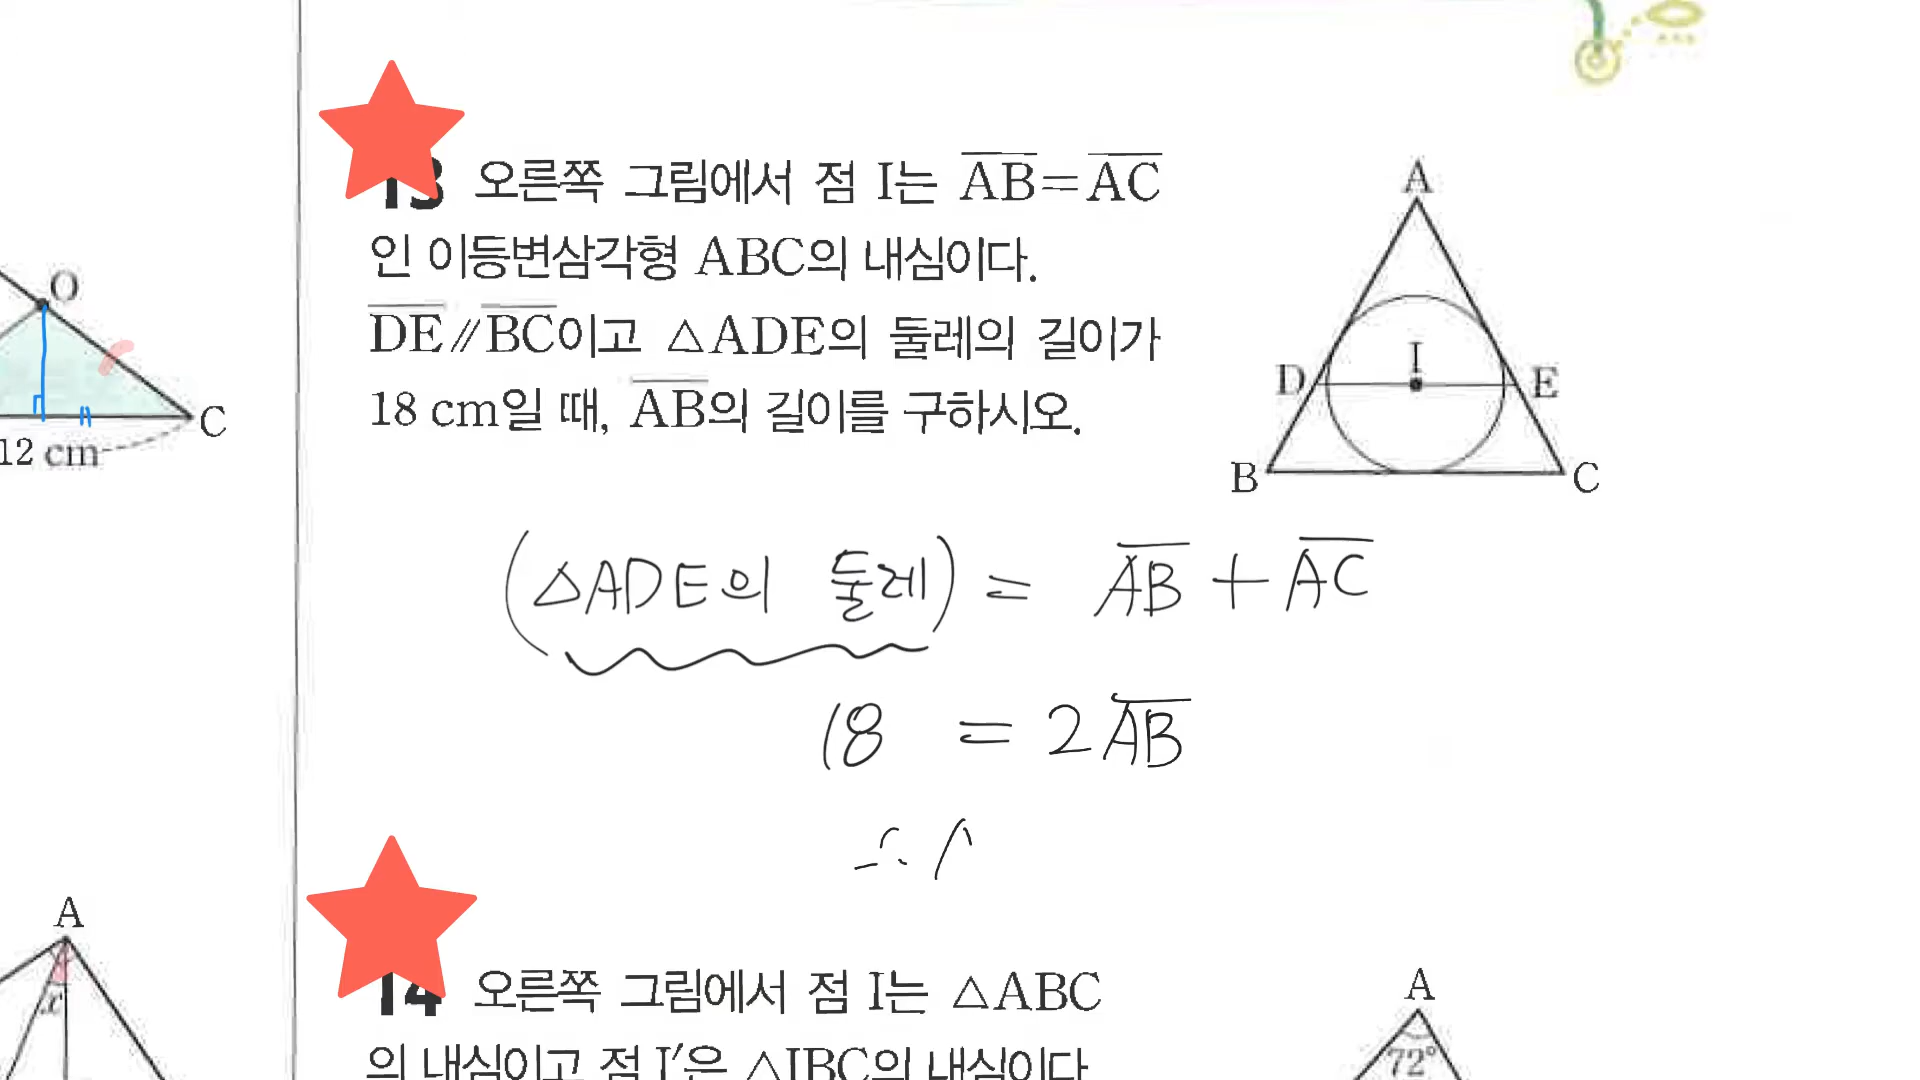 13 오른쪽 그림에서 점 I는 AB=AC
인 이등변삼각형 ABC의 내심이다.
DE//BC이고 △ADE의 둘레의 길이가
18 cm일 때, AB의 길이를 구하시오.
A
I
D
E
B
C
(△ADE의 둘레) = AB + AC
18 = 2AB
∴
O
C
12 cm
A
x
14 오른쪽 그림에서 점 I는 △ABC
의 내심이고 점 I′은 △IBC의 내심이다
A
72°